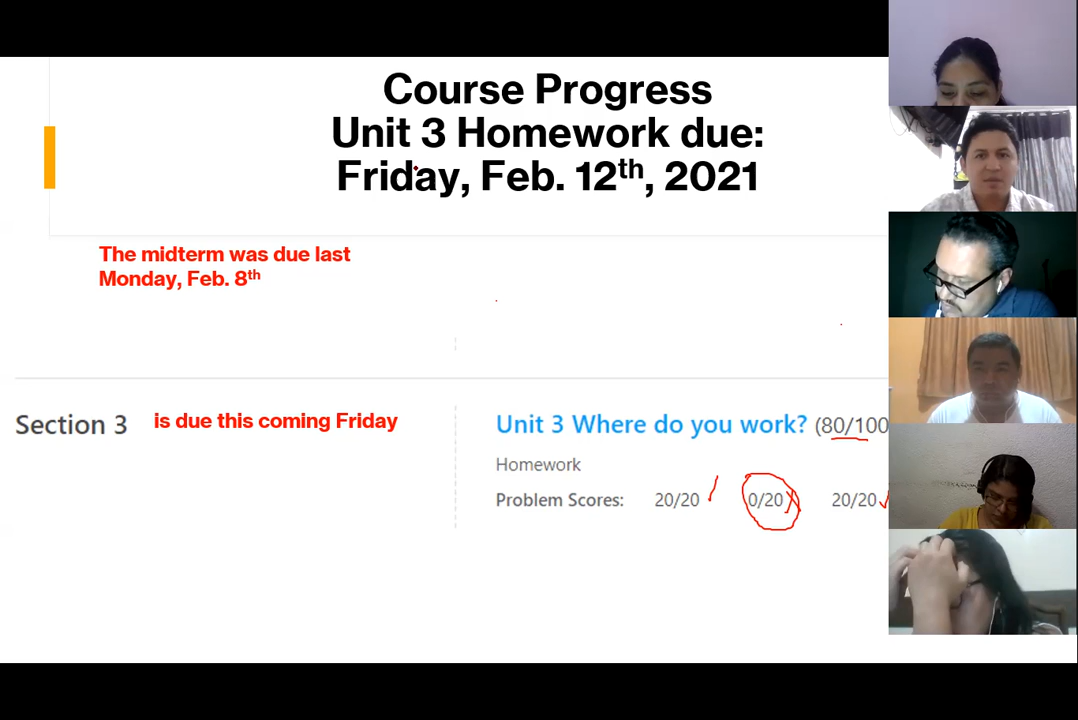 Course Progress
Unit 3 Homework due:
Friday, Feb. 12th, 2021
The midterm was due last
Monday, Feb. 8th
Section 3 is due this coming Friday
Unit 3 Where do you work? (80/100
Homework
Problem Scores: 20/20 0/20 20/20